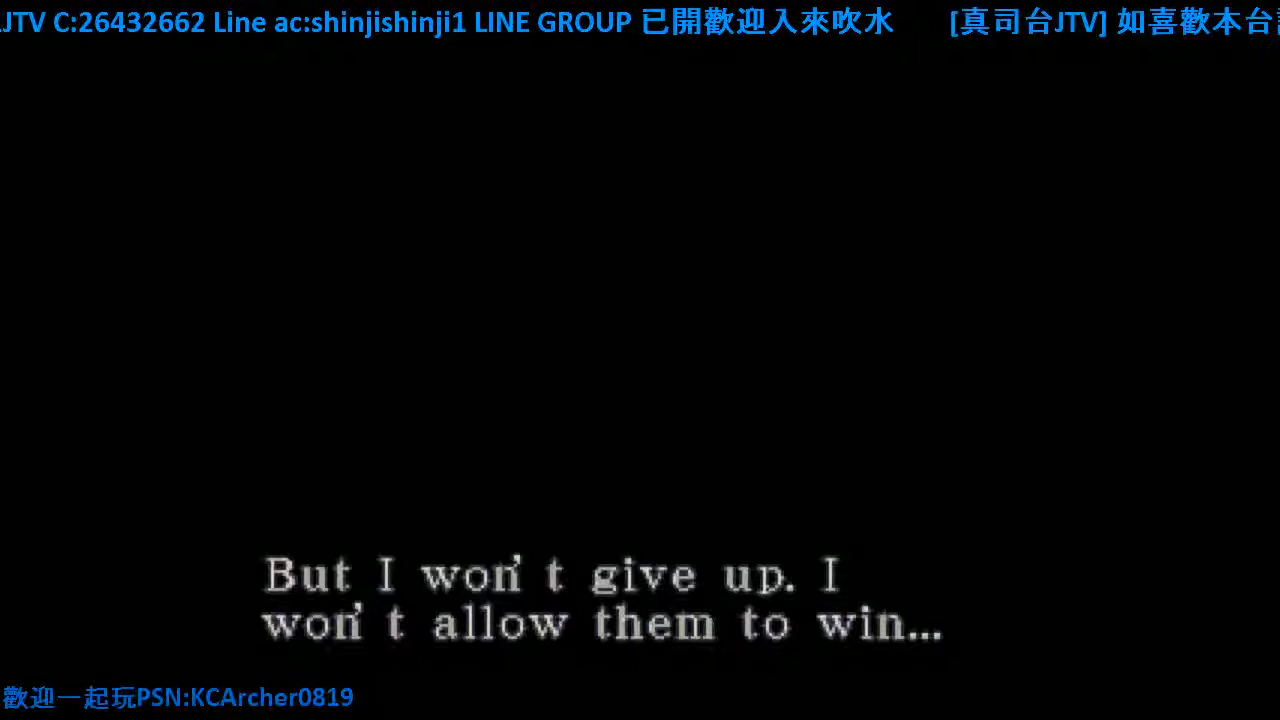 JTV C:26432662 Line ac:shinjishinji1 LINE GROUP 已開歡迎入來吹水 [真司台JTV] 如喜歡本台
But I won't give up. I
won't allow them to win...
歡迎一起玩PSN:KCArcher0819